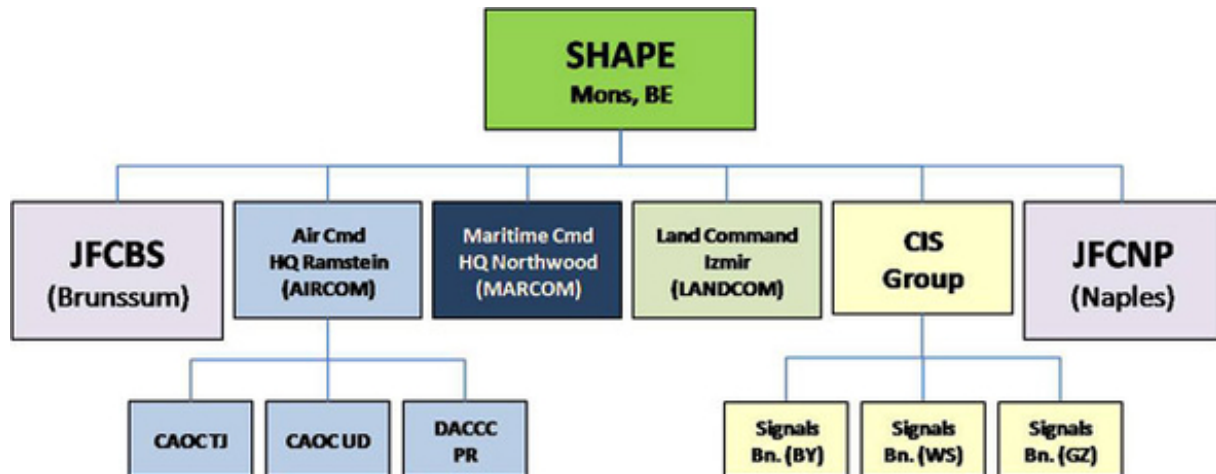 SHAPE
Mons, BE
JFCBS
(Brunssum)
Air Cmd
HQ Ramstein
(AIRCOM)
Maritime Cmd
HQ Northwood
(MARCOM)
Land Command
Izmir
(LANDCOM)
CIS
Group
JFCNP
(Naples)
CAOC TJ
CAOC UD
DACCC
PR
Signals
Bn. (BY)
Signals
Bn. (WS)
Signals
Bn. (GZ)